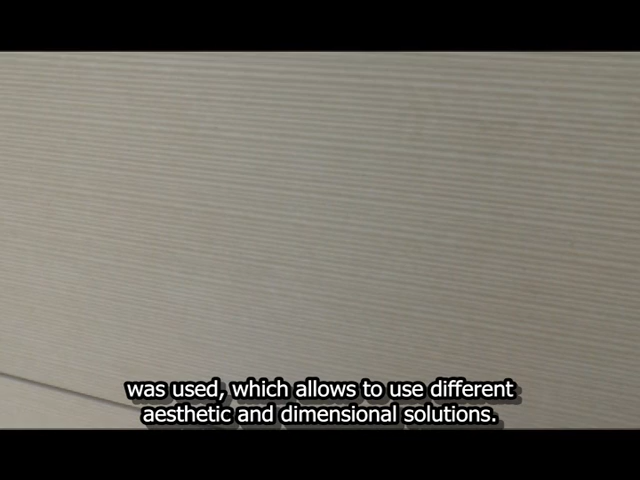 was used, which allows to use different
aesthetic and dimensional solutions.